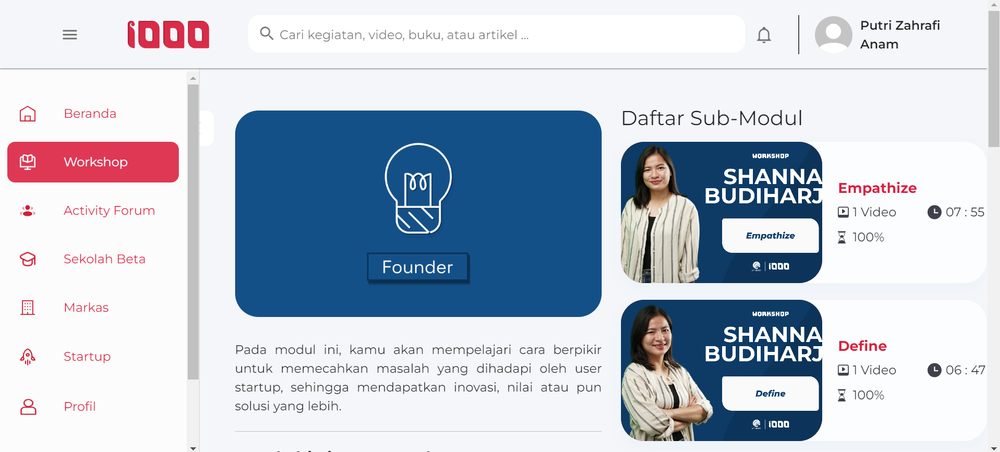 iooo
Cari kegiatan, video, buku, atau artikel ...
Putri Zahrafi
Anam
Beranda
Workshop
Activity Forum
Sekolah Beta
Markas
Startup
Profil
Founder
Pada modul ini, kamu akan mempelajari cara berpikir
untuk memecahkan masalah yang dihadapi oleh user
startup, sehingga mendapatkan inovasi, nilai atau pun
solusi yang lebih.
Daftar Sub-Modul
WORKSHOP
SHANNA
BUDIHARJ
Empathize
iooo
Empathize
1 Video
07 : 55
100%
WORKSHOP
SHANNA
BUDIHARJ
Define
iooo
Define
1 Video
06 : 47
100%